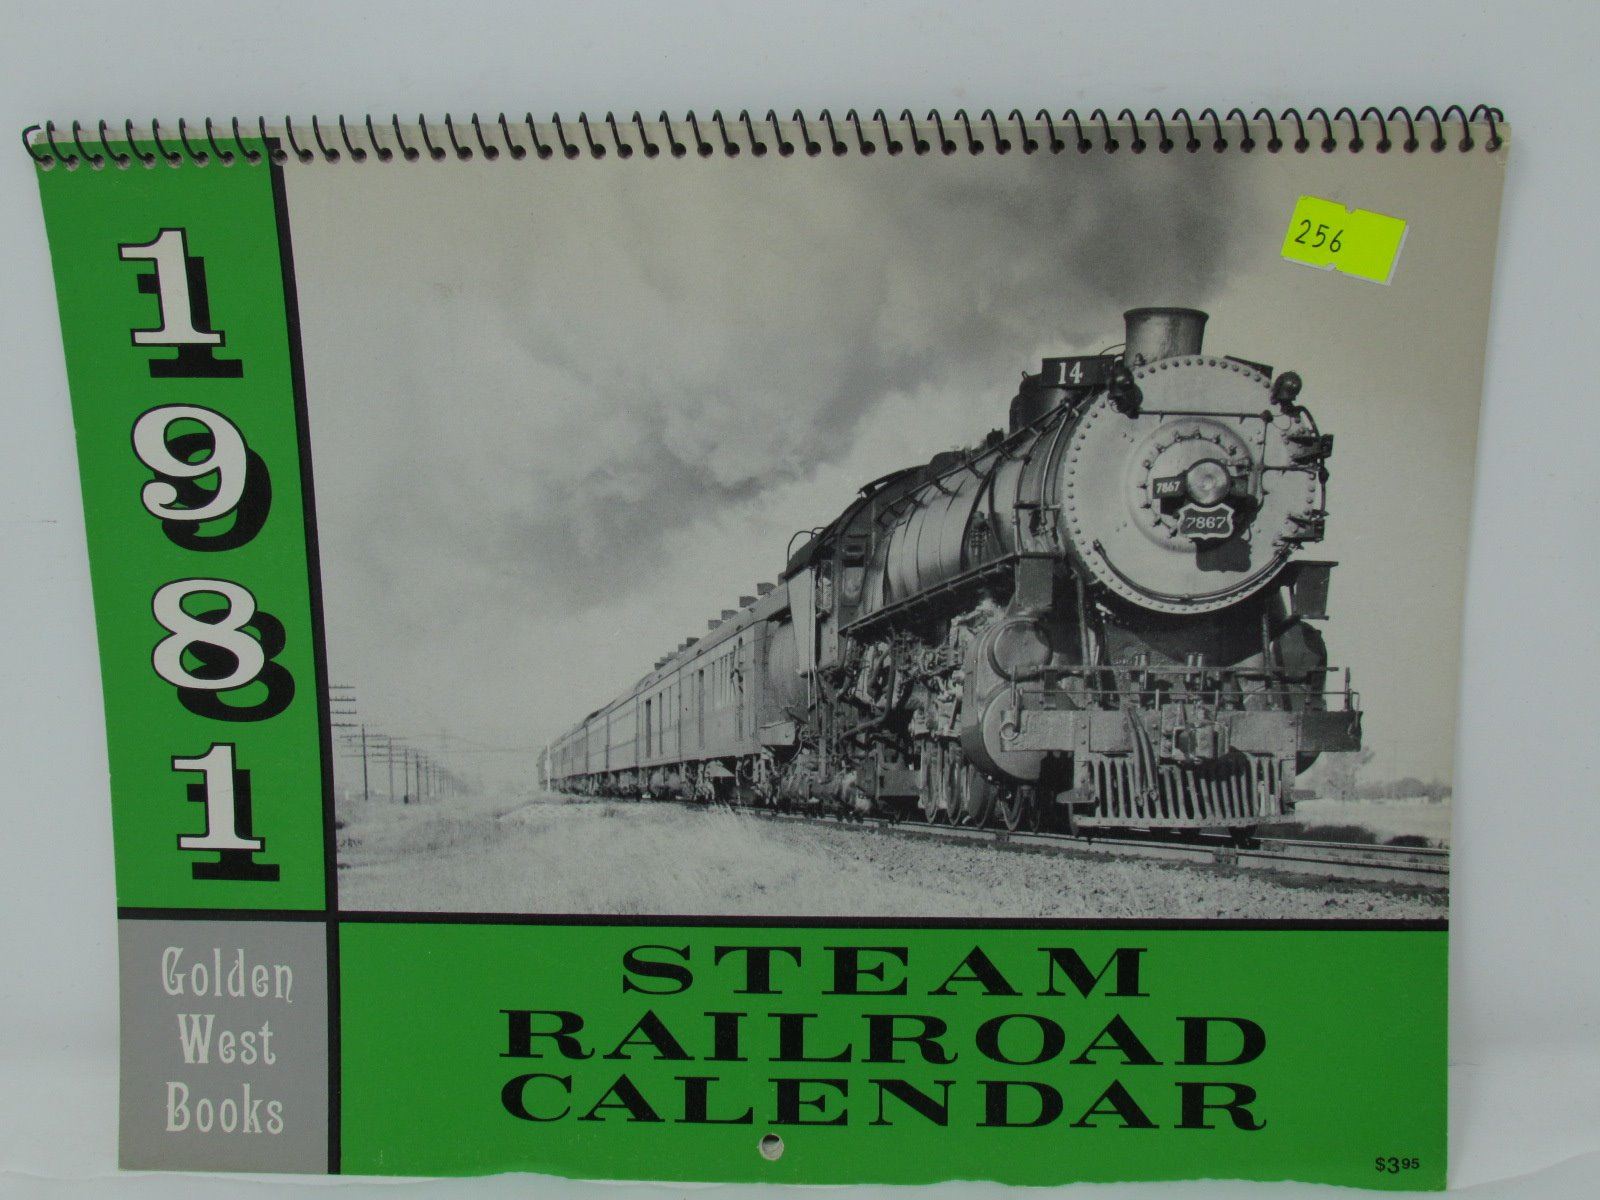 1981
256
14
7867
7867
Golden
West
Books
STEAM
RAILROAD
CALENDAR
$3.95